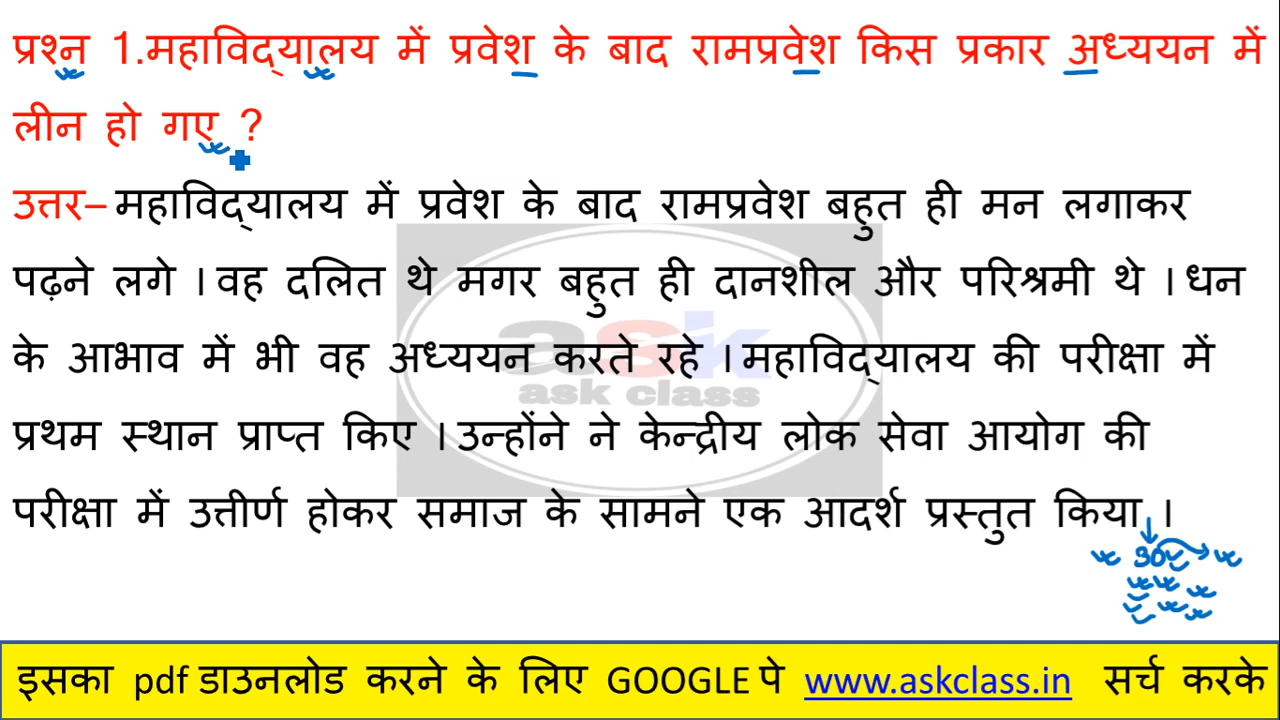 प्रश्न 1.महाविद्यालय में प्रवेश के बाद रामप्रवेश किस प्रकार अध्ययन में
लीन हो गए ?
उत्तर– महाविद्यालय में प्रवेश के बाद रामप्रवेश बहुत ही मन लगाकर
पढ़ने लगे । वह दलित थे मगर बहुत ही दानशील और परिश्रमी थे । धन
के आभाव में भी वह अध्ययन करते रहे । महाविद्यालय की परीक्षा में
प्रथम स्थान प्राप्त किए । उन्होंने ने केन्द्रीय लोक सेवा आयोग की
परीक्षा में उत्तीर्ण होकर समाज के सामने एक आदर्श प्रस्तुत किया ।
ask
ask class
इसका pdf डाउनलोड करने के लिए GOOGLE पे www.askclass.in सर्च करके